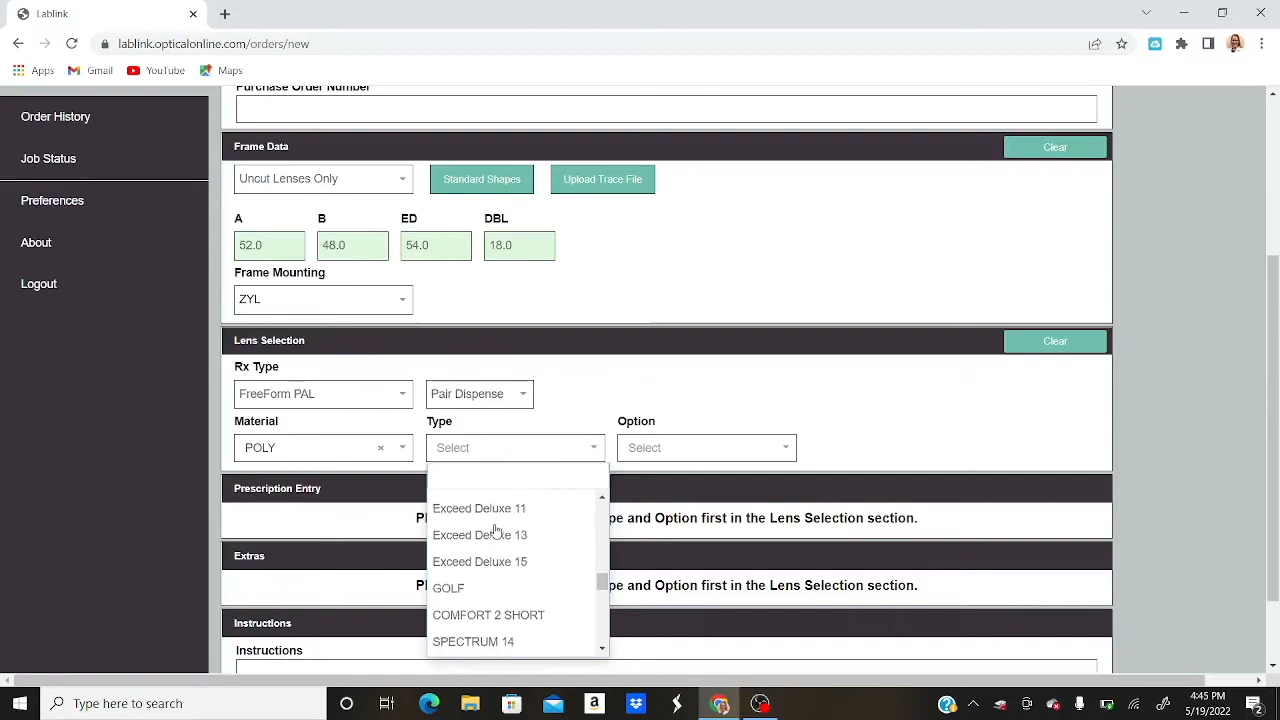 Lablink
lablink.opticalonline.com/orders/new
Apps Gmail YouTube Maps
Purchase Order Number
Order History
Job Status
Preferences
About
Logout
Frame Data Clear
Uncut Lenses Only Standard Shapes Upload Trace File
A B ED DBL
52.0 48.0 54.0 18.0
Frame Mounting
ZYL
Lens Selection Clear
Rx Type
FreeForm PAL Pair Dispense
Material Type Option
POLY × Select Select
Exceed Deluxe 11
Exceed Deluxe 13
Exceed Deluxe 15
GOLF
COMFORT 2 SHORT
SPECTRUM 14
Prescription Entry
pe and Option first in the Lens Selection section.
Extras
pe and Option first in the Lens Selection section.
Instructions
Instructions
Type here to search
4:45 PM
5/19/2022